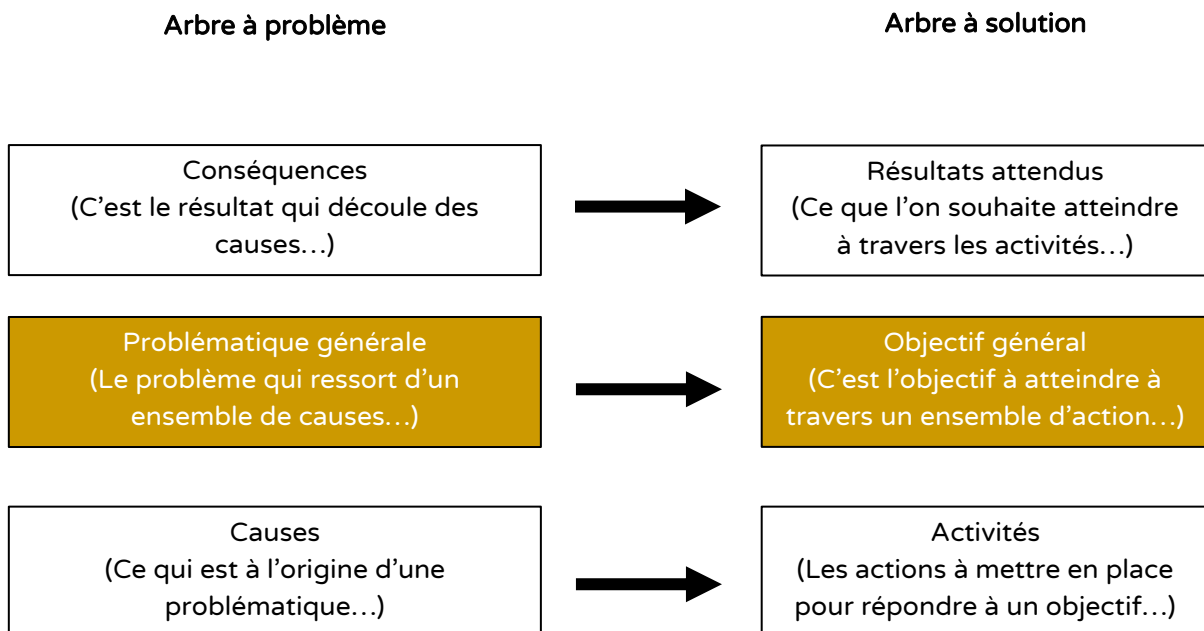 Arbre à problème
Arbre à solution
Conséquences
(C’est le résultat qui découle des
causes…)
Résultats attendus
(Ce que l’on souhaite atteindre
à travers les activités…)
Problématique générale
(Le problème qui ressort d’un
ensemble de causes…)
Objectif général
(C’est l’objectif à atteindre à
travers un ensemble d’action…)
Causes
(Ce qui est à l’origine d’une
problématique…)
Activités
(Les actions à mettre en place
pour répondre à un objectif…)